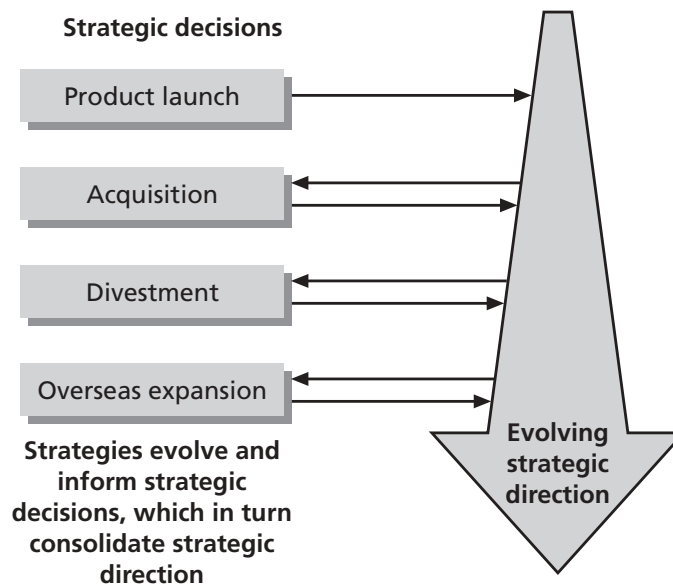 Strategic decisions
Product launch
Acquisition
Divestment
Overseas expansion
Strategies evolve and
inform strategic
decisions, which in turn
consolidate strategic
direction
Evolving
strategic
direction